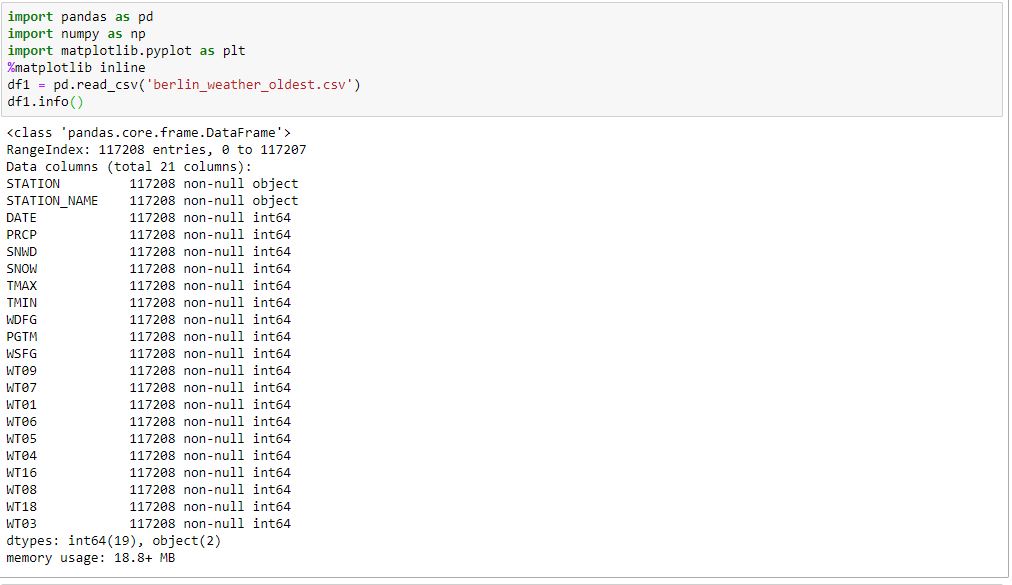 import pandas as pd
import numpy as np
import matplotlib.pyplot as plt
%matplotlib inline
df1 = pd.read_csv('berlin_weather_oldest.csv')
df1.info()
<class 'pandas.core.frame.DataFrame'>
RangeIndex: 117208 entries, 0 to 117207
Data columns (total 21 columns):
STATION         117208 non-null object
STATION_NAME    117208 non-null object
DATE            117208 non-null int64
PRCP            117208 non-null int64
SNWD            117208 non-null int64
SNOW            117208 non-null int64
TMAX            117208 non-null int64
TMIN            117208 non-null int64
WDFG            117208 non-null int64
PGTM            117208 non-null int64
WSFG            117208 non-null int64
WT09            117208 non-null int64
WT07            117208 non-null int64
WT01            117208 non-null int64
WT06            117208 non-null int64
WT05            117208 non-null int64
WT04            117208 non-null int64
WT16            117208 non-null int64
WT08            117208 non-null int64
WT18            117208 non-null int64
WT03            117208 non-null int64
dtypes: int64(19), object(2)
memory usage: 18.8+ MB